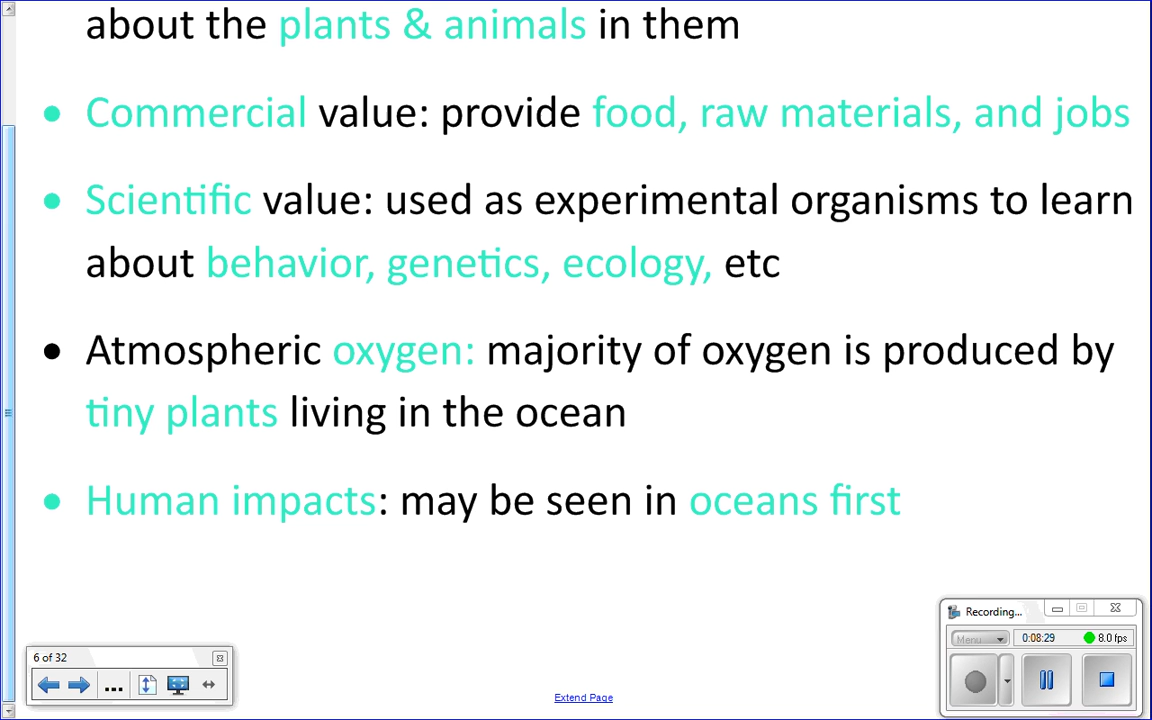 about the plants & animals in them
• Commercial value: provide food, raw materials, and jobs
• Scientific value: used as experimental organisms to learn
about behavior, genetics, ecology, etc
• Atmospheric oxygen: majority of oxygen is produced by
tiny plants living in the ocean
• Human impacts: may be seen in oceans first
Recording...
Menu 0:08:29 8.0 fps
6 of 32
...
Extend Page